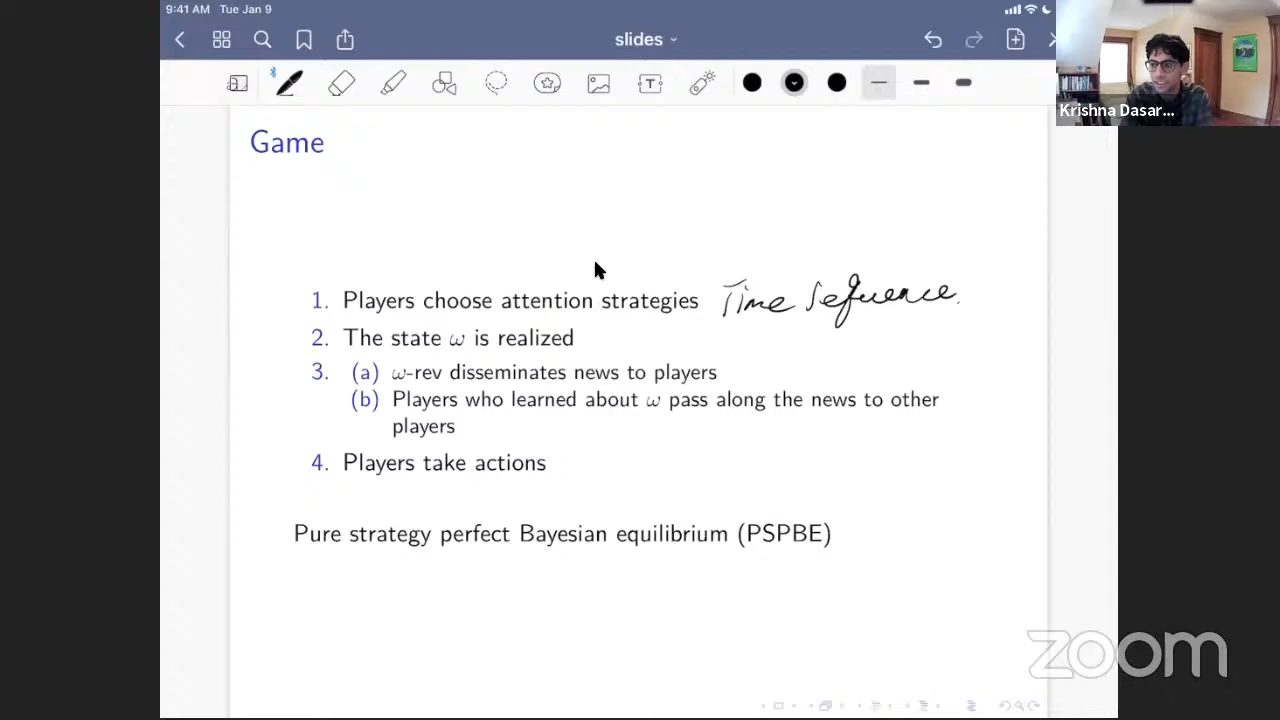 9:41 AM Tue Jan 9
slides
T
Krishna Dasar...
Game
1. Players choose attention strategies Time Sequence.
2. The state ω is realized
3. (a) ω-rev disseminates news to players
(b) Players who learned about ω pass along the news to other
players
4. Players take actions
Pure strategy perfect Bayesian equilibrium (PSPBE)
zoom